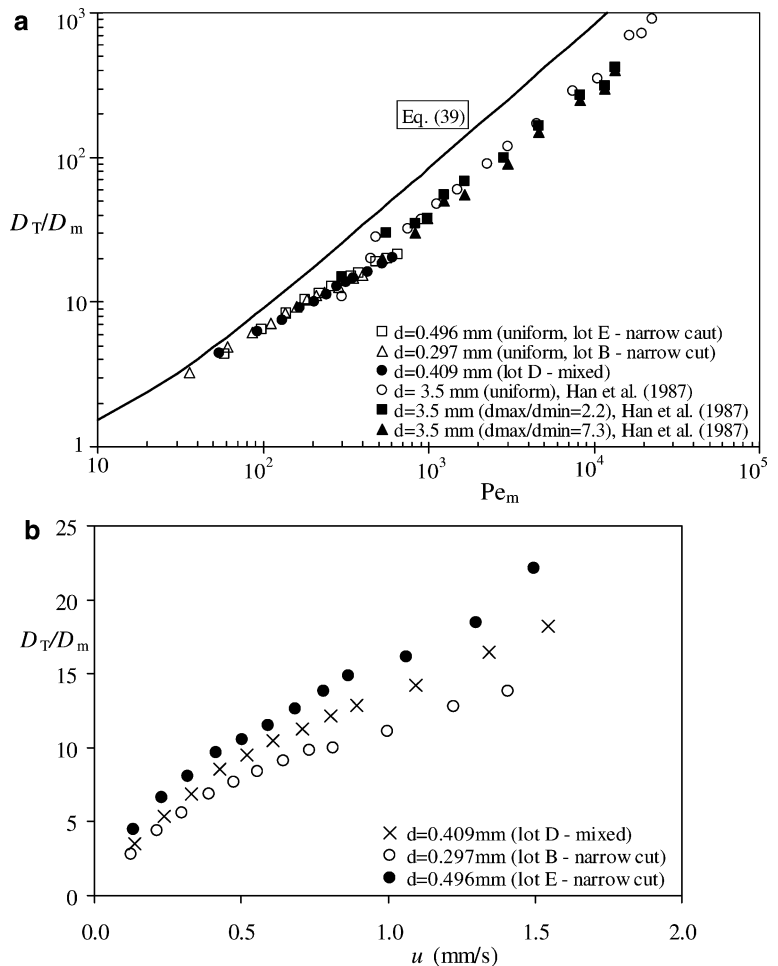 a
10^3
Eq. (39)
10^2
D_T/D_m
10
d=0.496 mm (uniform, lot E - narrow caut)
d=0.297 mm (uniform, lot B - narrow cut)
d=0.409 mm (lot D - mixed)
d= 3.5 mm (uniform), Han et al. (1987)
d=3.5 mm (dmax/dmin=2.2), Han et al. (1987)
d=3.5 mm (dmax/dmin=7.3), Han et al. (1987)
1
10 10^2 10^3 10^4 10^5
Pe_m
b
25
20
D_T/D_m
15
10
5
d=0.409mm (lot D - mixed)
d=0.297mm (lot B - narrow cut)
d=0.496mm (lot E - narrow cut)
0
0.0 0.5 1.0 1.5 2.0
u (mm/s)